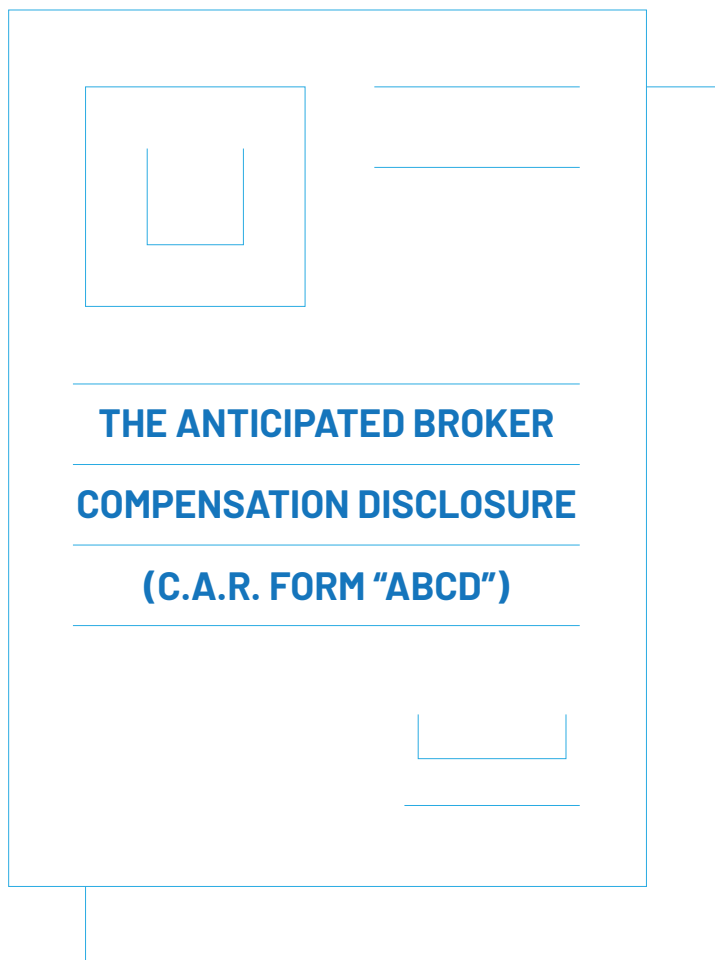 THE ANTICIPATED BROKER
COMPENSATION DISCLOSURE
(C.A.R. FORM “ABCD”)